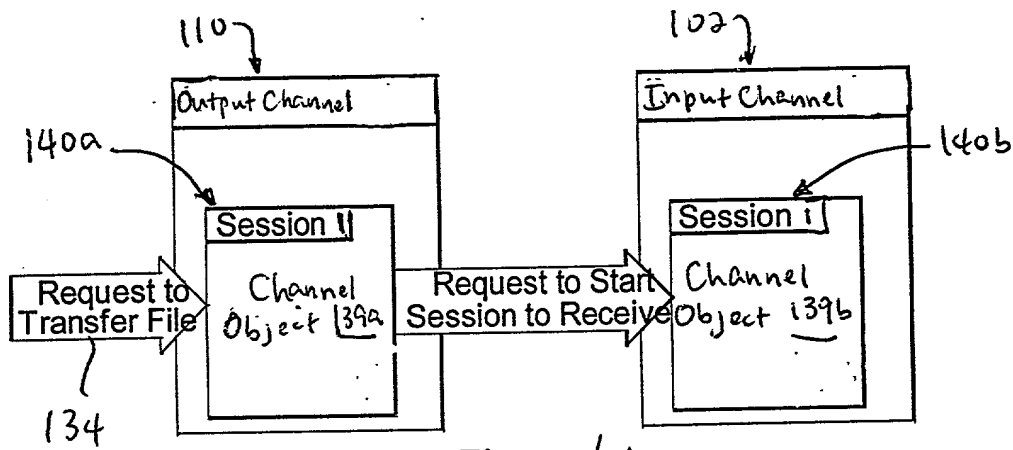 110
102
Output Channel
Input Channel
140a
140b
Session 1
Session i
Request to
Transfer File
Channel
Object 139a
Request to Start
Session to Receive
Channel
Object 139b
134